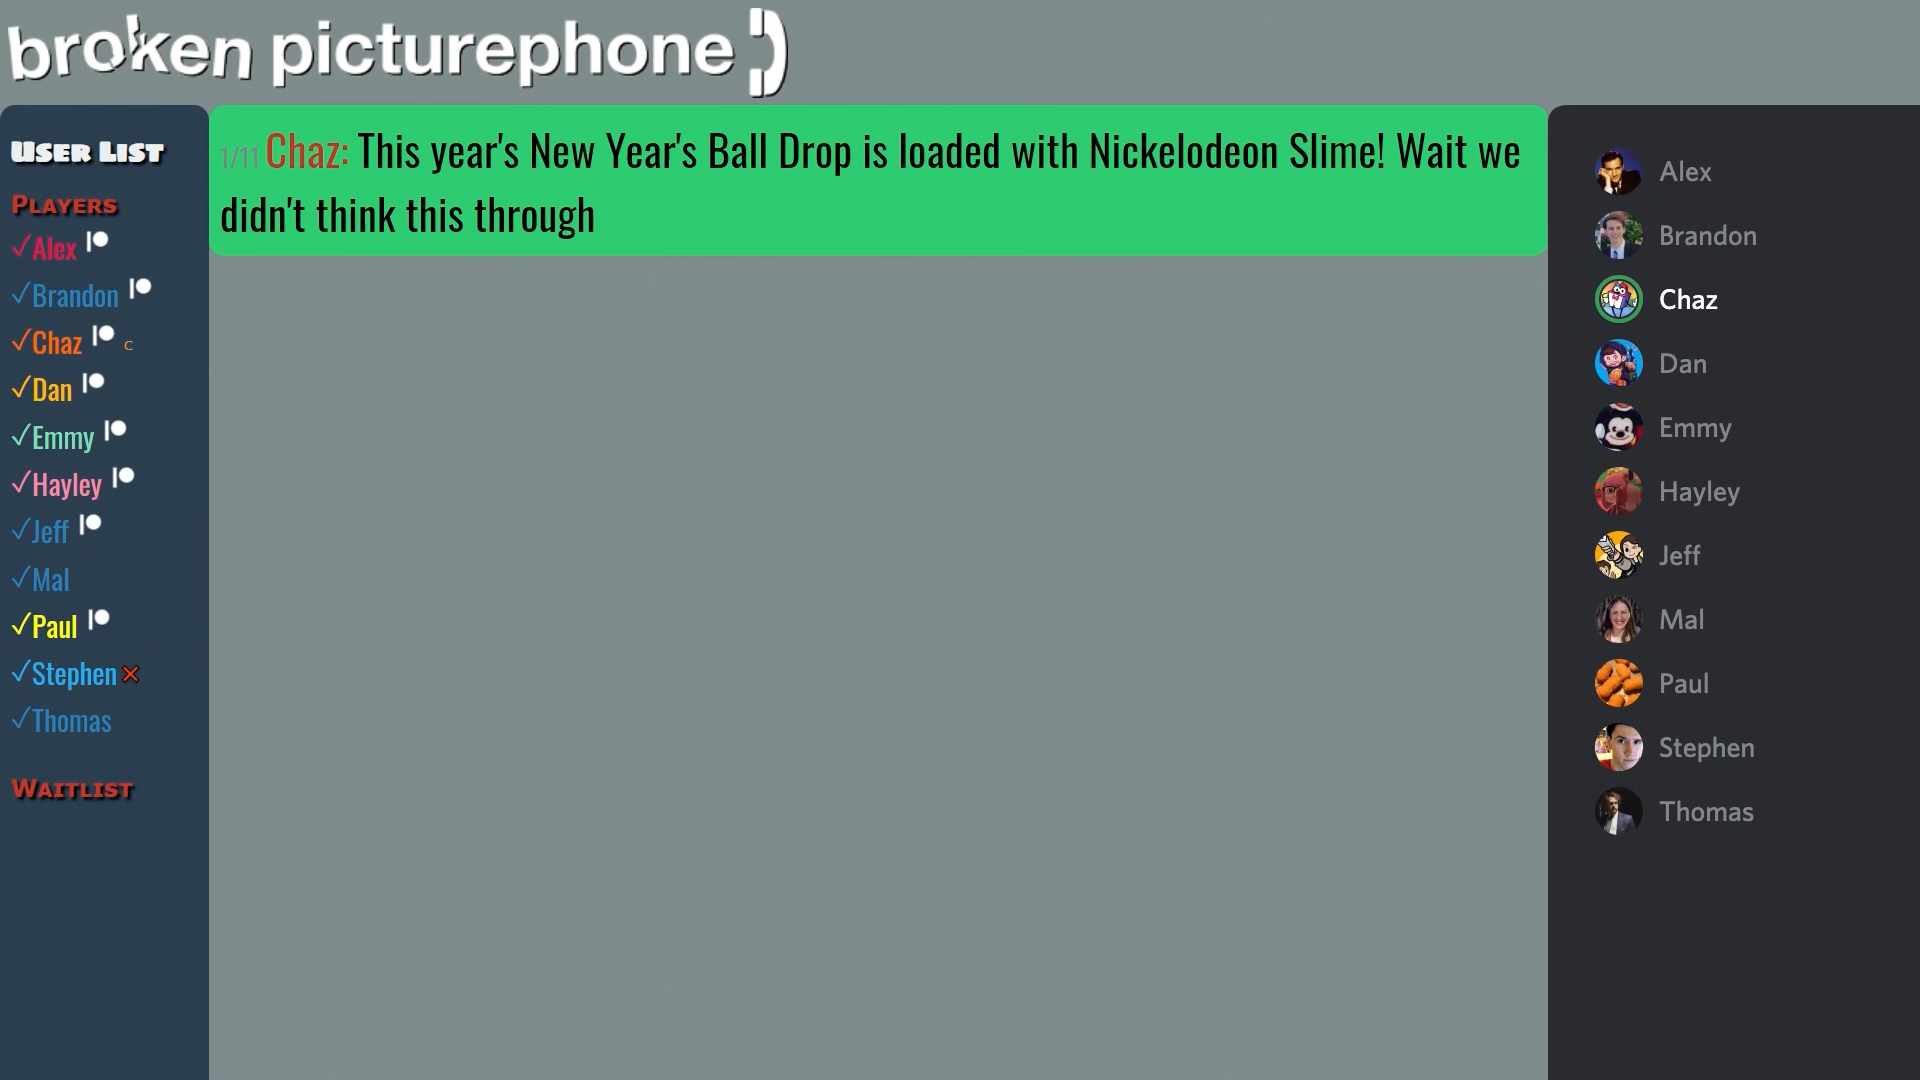 broken picturephone
User List
Players
✓Alex
✓Brandon
✓Chaz c
✓Dan
✓Emmy
✓Hayley
✓Jeff
✓Mal
✓Paul
✓Stephen ✕
✓Thomas
Waitlist
1/11 Chaz: This year's New Year's Ball Drop is loaded with Nickelodeon Slime! Wait we
didn't think this through
Alex
Brandon
Chaz
Dan
Emmy
Hayley
Jeff
Mal
Paul
Stephen
Thomas